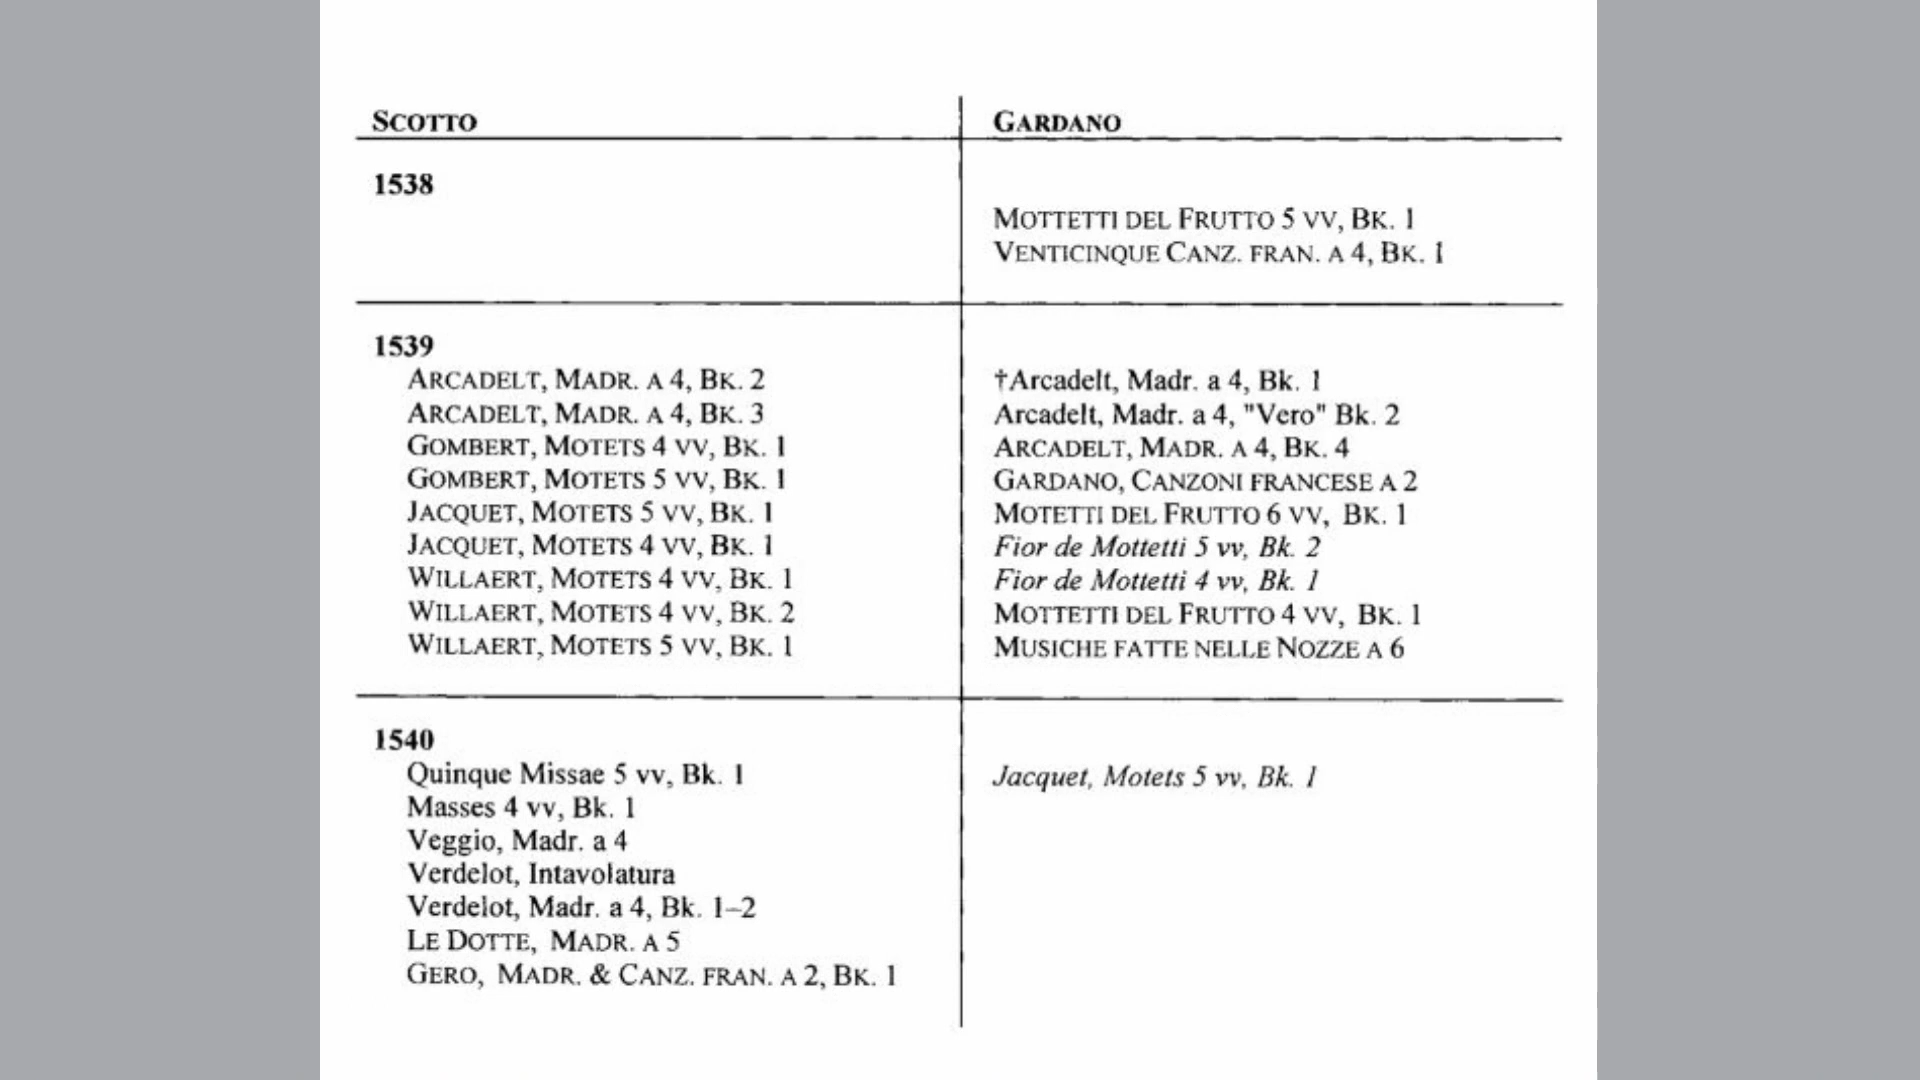 SCOTTO
GARDANO
1538
MOTTETTI DEL FRUTTO 5 VV, BK. 1
VENTICINQUE CANZ. FRAN. A 4, BK. 1
1539
ARCADELT, MADR. A 4, BK. 2
ARCADELT, MADR. A 4, BK. 3
GOMBERT, MOTETS 4 VV, BK. 1
GOMBERT, MOTETS 5 VV, BK. 1
JACQUET, MOTETS 5 VV, BK. 1
JACQUET, MOTETS 4 VV, BK. 1
WILLAERT, MOTETS 4 VV, BK. 1
WILLAERT, MOTETS 4 VV, BK. 2
WILLAERT, MOTETS 5 VV, BK. 1
†Arcadelt, Madr. a 4, Bk. 1
Arcadelt, Madr. a 4, "Vero" Bk. 2
ARCADELT, MADR. A 4, BK. 4
GARDANO, CANZONI FRANCESE A 2
MOTETTI DEL FRUTTO 6 VV, BK. 1
Fior de Mottetti 5 vv, Bk. 2
Fior de Mottetti 4 vv, Bk. 1
MOTTETTI DEL FRUTTO 4 VV, BK. 1
MUSICHE FATTE NELLE NOZZE A 6
1540
Quinque Missae 5 vv, Bk. 1
Masses 4 vv, Bk. 1
Veggio, Madr. a 4
Verdelot, Intavolatura
Verdelot, Madr. a 4, Bk. 1–2
LE DOTTE, MADR. A 5
GERO, MADR. & CANZ. FRAN. A 2, BK. 1
Jacquet, Motets 5 vv, Bk. 1